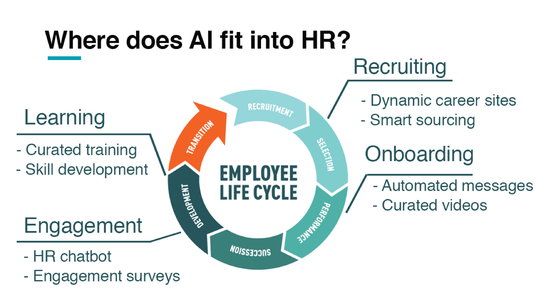 Where does AI fit into HR?
Recruiting
- Dynamic career sites
- Smart sourcing
Onboarding
- Automated messages
- Curated videos
Learning
- Curated training
- Skill development
Engagement
- HR chatbot
- Engagement surveys
EMPLOYEE
LIFE CYCLE
RECRUITMENT
SELECTION
PERFORMANCE
SUCCESSION
DEVELOPMENT
TRANSITION